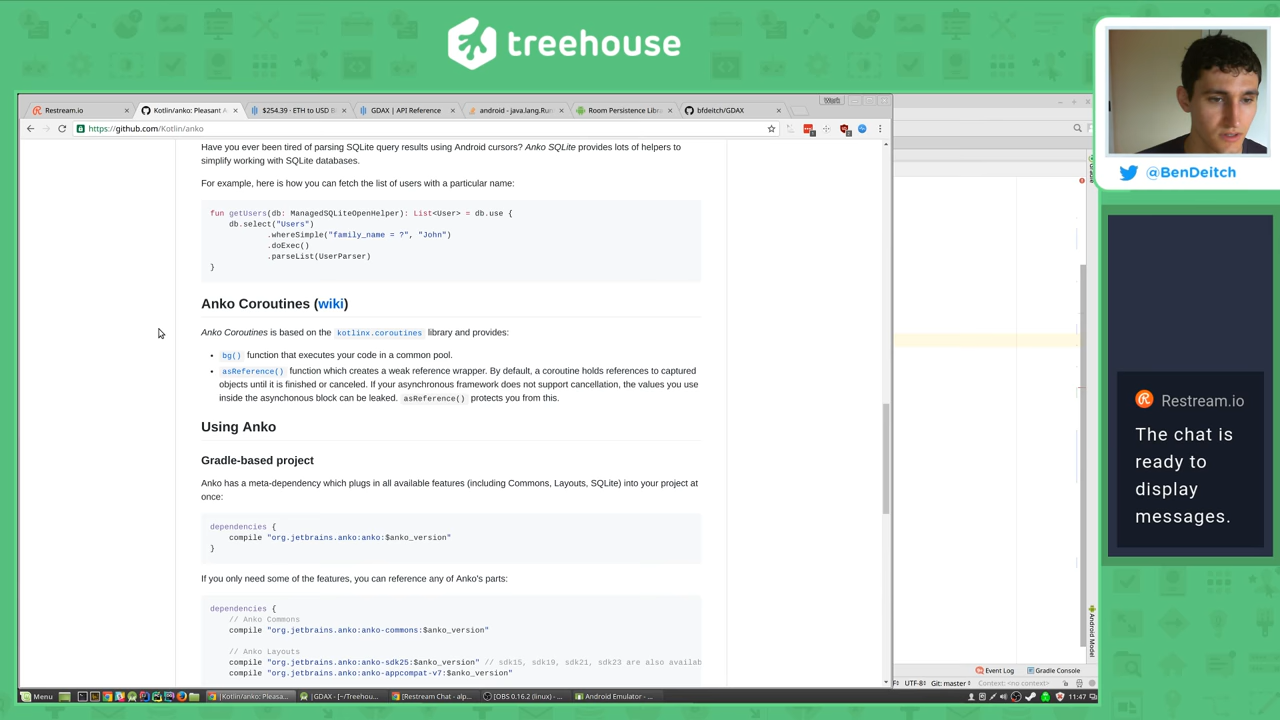 treehouse
Restream.io
Kotlin/anko: Pleasant A
$254.39 · ETH to USD B
GDAX | API Reference
android - java.lang.Run
Room Persistence Libr
bfdeitch/GDAX
Work
https://github.com/Kotlin/anko
Have you ever been tired of parsing SQLite query results using Android cursors? Anko SQLite provides lots of helpers to
simplify working with SQLite databases.
For example, here is how you can fetch the list of users with a particular name:
fun getUsers(db: ManagedSQLiteOpenHelper): List<User> = db.use {
db.select("Users")
.whereSimple("family_name = ?", "John")
.doExec()
.parseList(UserParser)
}
Anko Coroutines (wiki)
Anko Coroutines is based on the kotlinx.coroutines library and provides:
• bg() function that executes your code in a common pool.
• asReference() function which creates a weak reference wrapper. By default, a coroutine holds references to captured
objects until it is finished or canceled. If your asynchronous framework does not support cancellation, the values you use
inside the asynchonous block can be leaked. asReference() protects you from this.
Using Anko
Gradle-based project
Anko has a meta-dependency which plugs in all available features (including Commons, Layouts, SQLite) into your project at
once:
dependencies {
compile "org.jetbrains.anko:anko:$anko_version"
}
If you only need some of the features, you can reference any of Anko's parts:
dependencies {
// Anko Commons
compile "org.jetbrains.anko:anko-commons:$anko_version"
// Anko Layouts
compile "org.jetbrains.anko:anko-sdk25:$anko_version" // sdk15, sdk19, sdk21, sdk23 are also availab
compile "org.jetbrains.anko:anko-appcompat-v7:$anko_version"
@BenDeitch
Restream.io
The chat is
ready to
display
messages.
Gradle
Android Model
Event Log
Gradle Console
UTF-8
Git: master
Context: <no context>
Menu
[Kotlin/anko: Pleasa...
GDAX - [~/Treehou...
[Restream Chat - alp...
[OBS 0.16.2 (linux) - ...
[Android Emulator - ...
11:47